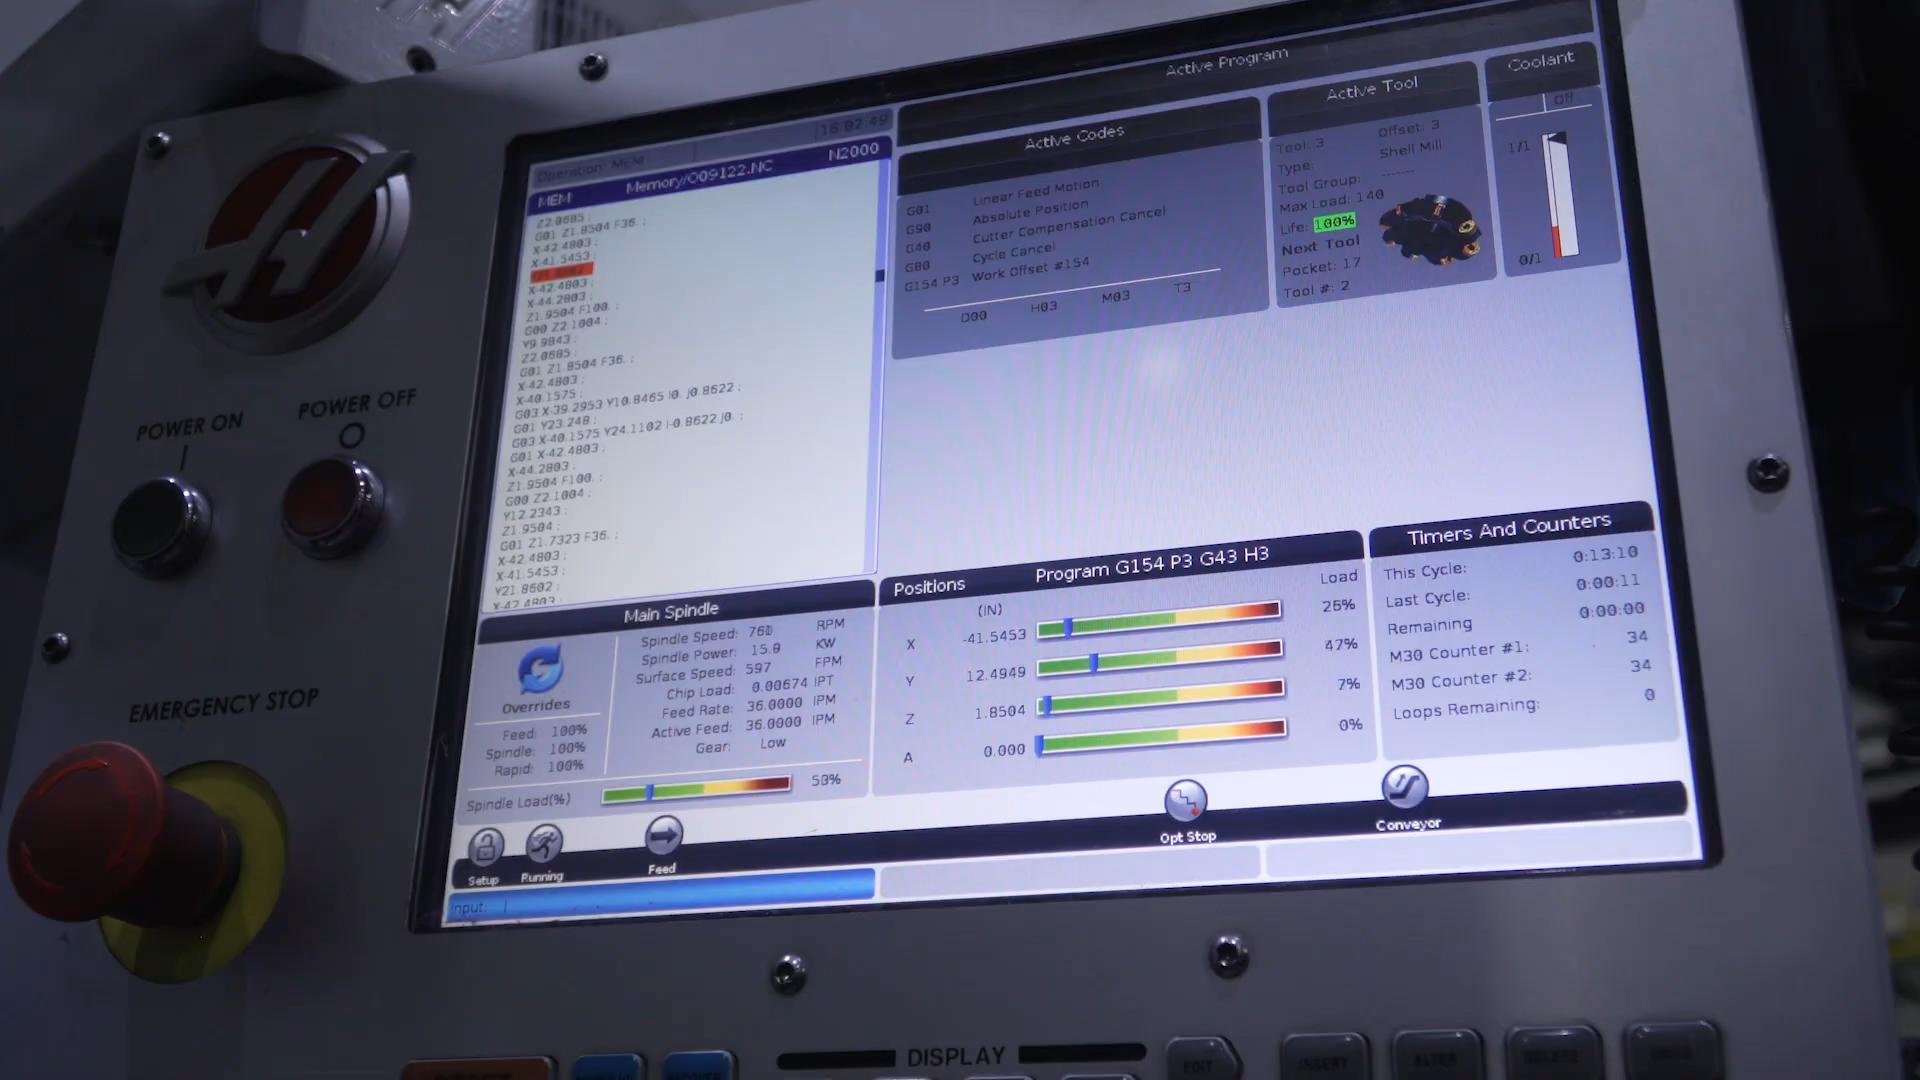 Active Program
16:02:49
Operation: MEM
MEM Memory/O09122.NC N2000
Z2.0685 ;
G01 Z1.8504 F36. ;
X-42.4803 ;
X-41.5453 ;
X-42.4803 ;
X-44.2803 ;
Z1.9504 F100. ;
G00 Z2.1004 ;
Y9.9843 ;
Z2.0685 ;
G01 Z1.8504 F36. ;
X-42.4803 ;
X-40.1575 ;
G03 X-39.2953 Y10.8465 I0. J0.8622 ;
G01 Y23.248 ;
G03 X-40.1575 Y24.1102 I-0.8622 J0. ;
G01 X-42.4803 ;
X-44.2803 ;
Z1.9504 F100. ;
G00 Z2.1004 ;
Y12.2343 ;
Z1.9504 ;
G01 Z1.7323 F36. ;
X-42.4803 ;
X-41.5453 ;
Y21.8602 ;
X-42.4803 ;
Active Codes
G01 Linear Feed Motion
G90 Absolute Position
G40 Cutter Compensation Cancel
G80 Cycle Cancel
G154 P3 Work Offset #154
D00 H03 M03 T3
Active Tool
Tool: 3 Offset: 3
Type: Shell Mill
Tool Group: ------
Max Load: 140
Life: 100%
Next Tool
Pocket: 17
Tool #: 2
Coolant
Off
1/1
0/1
POWER ON
POWER OFF
EMERGENCY STOP
Main Spindle
Overrides
Feed: 100%
Spindle: 100%
Rapid: 100%
Spindle Speed: 760 RPM
Spindle Power: 15.0 KW
Surface Speed: 597 FPM
Chip Load: 0.00674 IPT
Feed Rate: 36.0000 IPM
Active Feed: 36.0000 IPM
Gear: Low
Spindle Load(%) 50%
Positions Program G154 P3 G43 H3
(IN) Load
X -41.5453 26%
Y 12.4949 47%
Z 1.8504 7%
A 0.000 0%
Timers And Counters
This Cycle: 0:13:10
Last Cycle: 0:00:11
Remaining 0:00:00
M30 Counter #1: 34
M30 Counter #2: 34
Loops Remaining: 0
Setup
Running
Feed
Opt Stop
Conveyor
Input:
DISPLAY
EDIT
INSERT
ALTER
DELETE